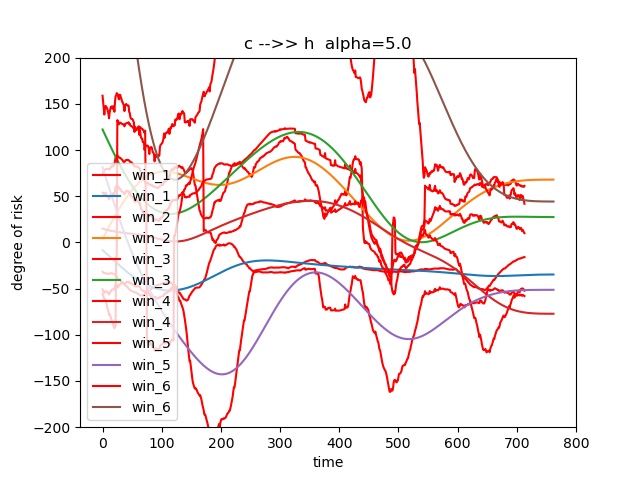 c -->> h  alpha=5.0
degree of risk
200
150
100
50
0
−50
−100
−150
−200
win_1
win_1
win_2
win_2
win_3
win_3
win_4
win_4
win_5
win_5
win_6
win_6
0 100 200 300 400 500 600 700 800
time